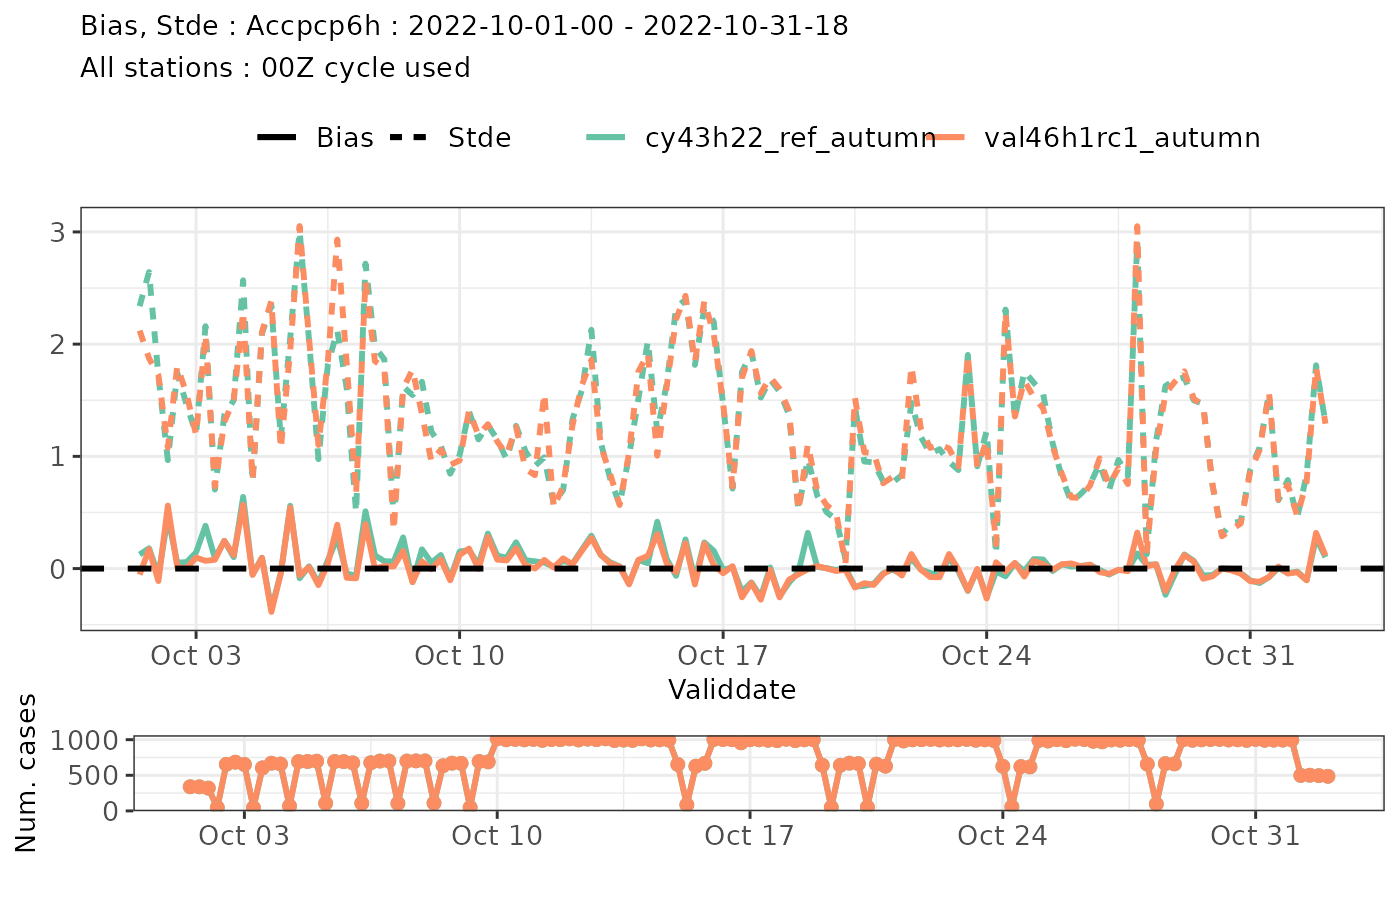 Bias, Stde : Accpcp6h : 2022-10-01-00 - 2022-10-31-18
All stations : 00Z cycle used
Bias Stde cy43h22_ref_autumn val46h1rc1_autumn
3
2
1
0
Oct 03 Oct 10 Oct 17 Oct 24 Oct 31
Validdate
Num. cases
1000
500
0
Oct 03 Oct 10 Oct 17 Oct 24 Oct 31